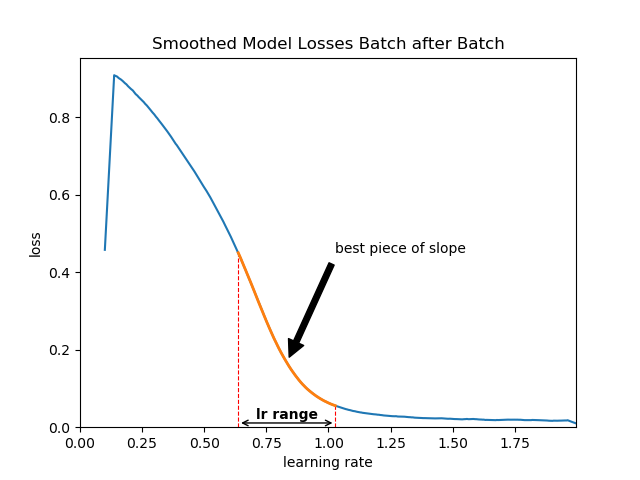 Smoothed Model Losses Batch after Batch
0.8
0.6
0.4
0.2
0.0
loss
best piece of slope
lr range
0.00 0.25 0.50 0.75 1.00 1.25 1.50 1.75
learning rate